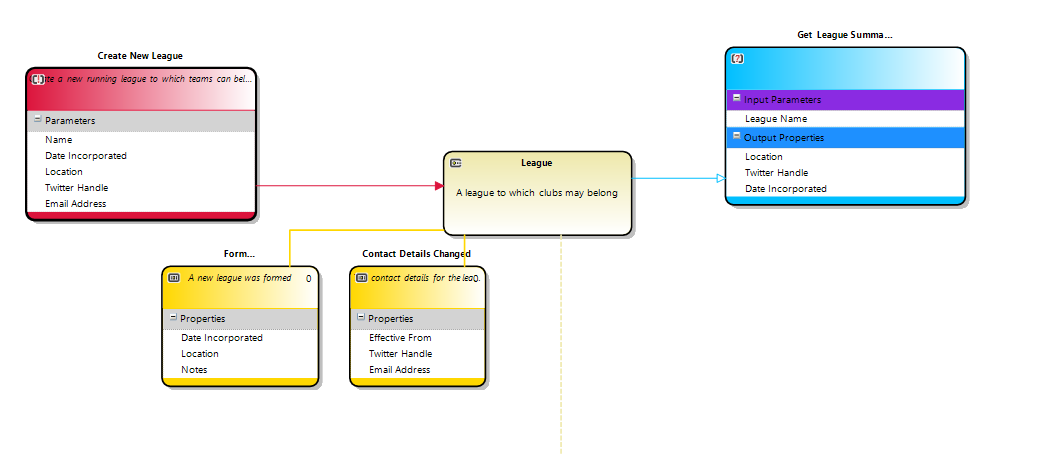 Create New League
te a new running league to which teams can bel...
Parameters
Name
Date Incorporated
Location
Twitter Handle
Email Address
League
A league to which clubs may belong
Get League Summa...
Input Parameters
League Name
Output Properties
Location
Twitter Handle
Date Incorporated
Form...
A new league was formed 0
Properties
Date Incorporated
Location
Notes
Contact Details Changed
contact details for the lea 0
Properties
Effective From
Twitter Handle
Email Address